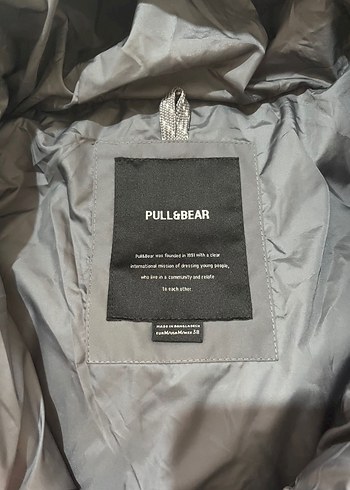 PULL&BEAR
Pull&Bear was founded in 1991 with a clear
international mission of dressing young people,
who live in a community and relate
to each other.
MADE IN BANGLADESH